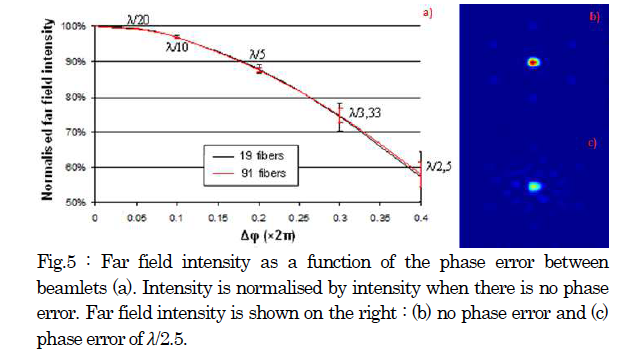 a)
b)
c)
Normalised far field intensity
100%
90%
80%
70%
60%
50%
λ/20
λ/10
λ/5
λ/3,33
λ/2,5
19 fibers
91 fibers
0 0.05 0.1 0.15 0.2 0.25 0.3 0.35 0.4
Δφ (×2π)
Fig.5 : Far field intensity as a function of the phase error between
beamlets (a). Intensity is normalised by intensity when there is no phase
error. Far field intensity is shown on the right : (b) no phase error and (c)
phase error of λ/2.5.